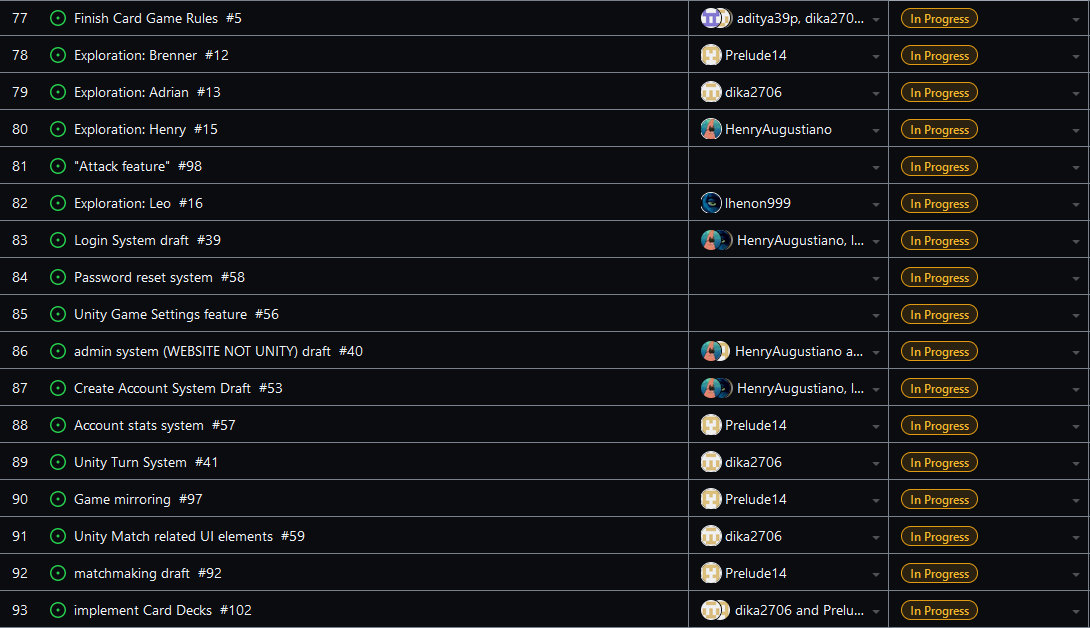 77 Finish Card Game Rules #5 aditya39p, dika270... In Progress
78 Exploration: Brenner #12 Prelude14 In Progress
79 Exploration: Adrian #13 dika2706 In Progress
80 Exploration: Henry #15 HenryAugustiano In Progress
81 "Attack feature" #98 In Progress
82 Exploration: Leo #16 lhenon999 In Progress
83 Login System draft #39 HenryAugustiano, l... In Progress
84 Password reset system #58 In Progress
85 Unity Game Settings feature #56 In Progress
86 admin system (WEBSITE NOT UNITY) draft #40 HenryAugustiano a... In Progress
87 Create Account System Draft #53 HenryAugustiano, l... In Progress
88 Account stats system #57 Prelude14 In Progress
89 Unity Turn System #41 dika2706 In Progress
90 Game mirroring #97 Prelude14 In Progress
91 Unity Match related UI elements #59 dika2706 In Progress
92 matchmaking draft #92 Prelude14 In Progress
93 implement Card Decks #102 dika2706 and Prelu... In Progress